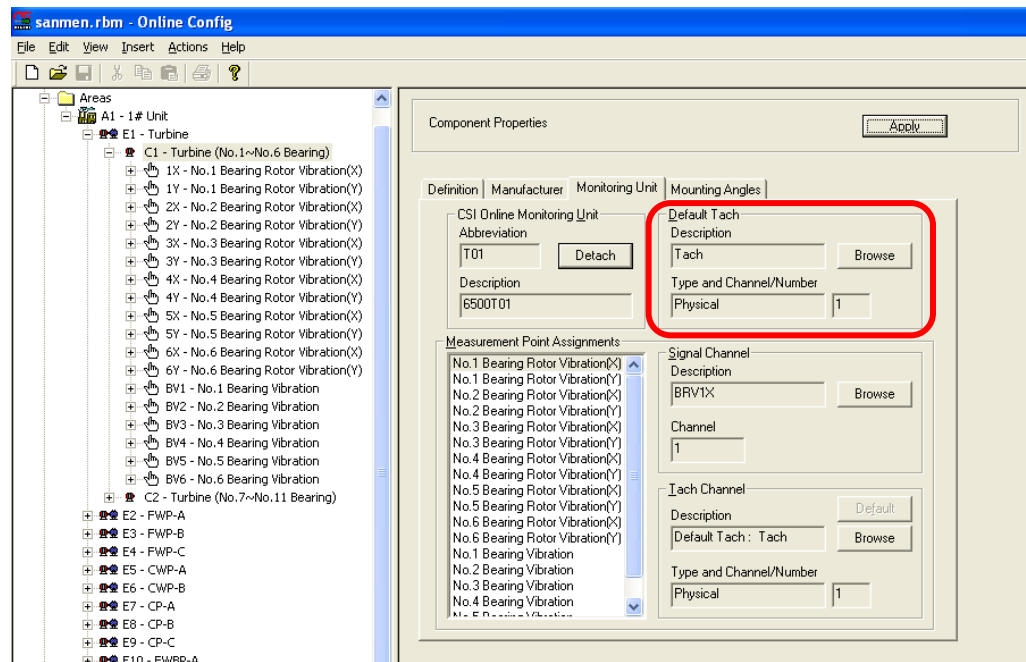 sanmen.rbm - Online Config
File Edit View Insert Actions Help
Areas
A1 - 1# Unit
E1 - Turbine
C1 - Turbine (No.1~No.6 Bearing)
1X - No.1 Bearing Rotor Vibration(X)
1Y - No.1 Bearing Rotor Vibration(Y)
2X - No.2 Bearing Rotor Vibration(X)
2Y - No.2 Bearing Rotor Vibration(Y)
3X - No.3 Bearing Rotor Vibration(X)
3Y - No.3 Bearing Rotor Vibration(Y)
4X - No.4 Bearing Rotor Vibration(X)
4Y - No.4 Bearing Rotor Vibration(Y)
5X - No.5 Bearing Rotor Vibration(X)
5Y - No.5 Bearing Rotor Vibration(Y)
6X - No.6 Bearing Rotor Vibration(X)
6Y - No.6 Bearing Rotor Vibration(Y)
BV1 - No.1 Bearing Vibration
BV2 - No.2 Bearing Vibration
BV3 - No.3 Bearing Vibration
BV4 - No.4 Bearing Vibration
BV5 - No.5 Bearing Vibration
BV6 - No.6 Bearing Vibration
C2 - Turbine (No.7~No.11 Bearing)
E2 - FWP-A
E3 - FWP-B
E4 - FWP-C
E5 - CWP-A
E6 - CWP-B
E7 - CP-A
E8 - CP-B
E9 - CP-C
E10 - FWBP-A
Component Properties
Apply
Definition Manufacturer Monitoring Unit Mounting Angles
CSI Online Monitoring Unit
Abbreviation
T01 Detach
Description
6500T01
Default Tach
Description
Tach Browse
Type and Channel/Number
Physical 1
Measurement Point Assignments
No.1 Bearing Rotor Vibration(X)
No.1 Bearing Rotor Vibration(Y)
No.2 Bearing Rotor Vibration(X)
No.2 Bearing Rotor Vibration(Y)
No.3 Bearing Rotor Vibration(X)
No.3 Bearing Rotor Vibration(Y)
No.4 Bearing Rotor Vibration(X)
No.4 Bearing Rotor Vibration(Y)
No.5 Bearing Rotor Vibration(X)
No.5 Bearing Rotor Vibration(Y)
No.6 Bearing Rotor Vibration(X)
No.6 Bearing Rotor Vibration(Y)
No.1 Bearing Vibration
No.2 Bearing Vibration
No.3 Bearing Vibration
No.4 Bearing Vibration
No.5 Bearing Vibration
Signal Channel
Description
BRV1X Browse
Channel
1
Tach Channel
Default
Description
Default Tach : Tach Browse
Type and Channel/Number
Physical 1